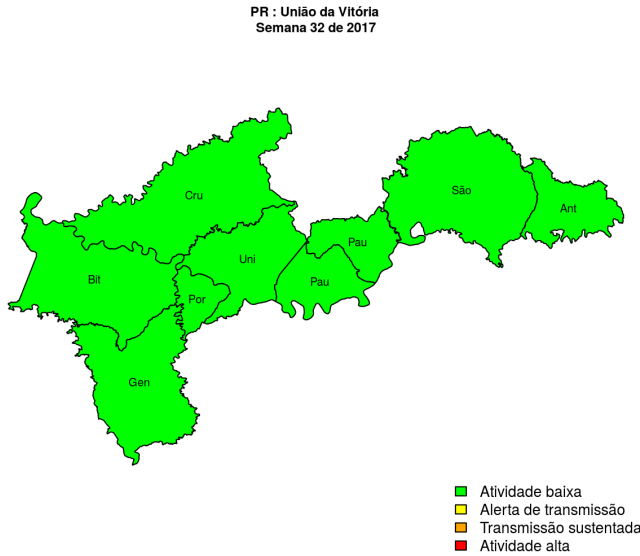 PR : União da Vitória
Semana 32 de 2017
Cru
São
Ant
Pau
Uni
Bit
Pau
Por
Gen
Atividade baixa
Alerta de transmissão
Transmissão sustentada
Atividade alta